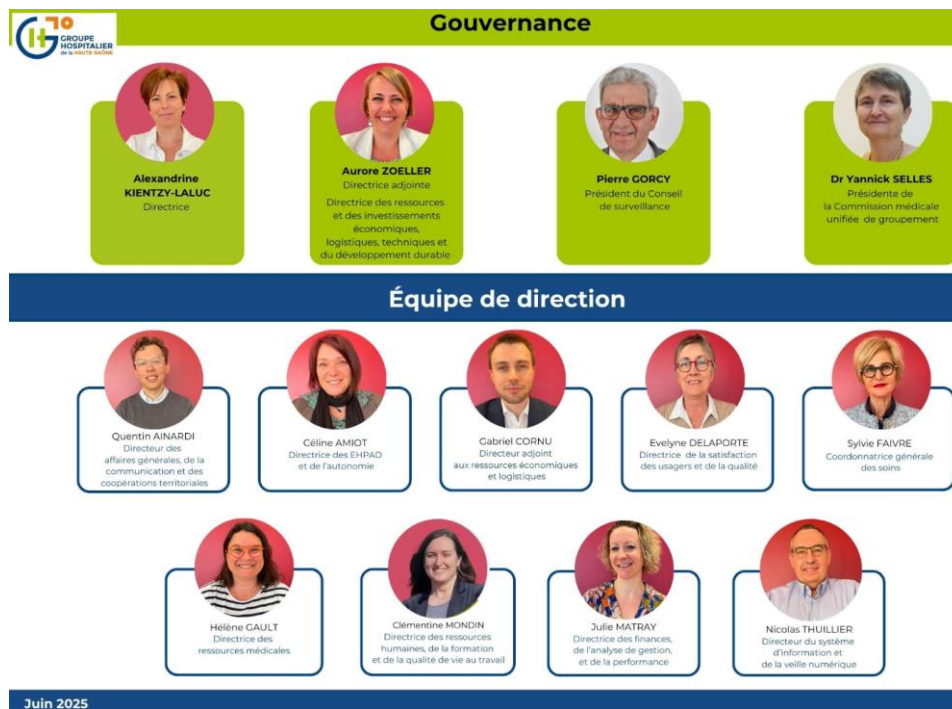 Gouvernance
GH70
GROUPE
HOSPITALIER
de la HAUTE-SAÔNE
Alexandrine
KIENTZY-LALUC
Directrice
Aurore ZOELLER
Directrice adjointe
Directrice des ressources
et des investissements
économiques,
logistiques, techniques et
du développement durable
Pierre GORCY
Président du Conseil
de surveillance
Dr Yannick SELLES
Présidente de
la Commission médicale
unifiée de groupement
Équipe de direction
Quentin AINARDI
Directeur des
affaires générales, de la
communication et des
coopérations territoriales
Céline AMIOT
Directrice des EHPAD
et de l'autonomie
Gabriel CORNU
Directeur adjoint
aux ressources économiques
et logistiques
Evelyne DELAPORTE
Directrice de la satisfaction
des usagers et de la qualité
Sylvie FAIVRE
Coordonnatrice générale
des soins
Hélène GAULT
Directrice des
ressources médicales
Clémentine MONDIN
Directrice des ressources
humaines, de la formation
et de la qualité de vie au travail
Julie MATRAY
Directrice des finances,
de l'analyse de gestion,
et de la performance
Nicolas THUILLIER
Directeur du système
d'information et
de la veille numérique
Juin 2025